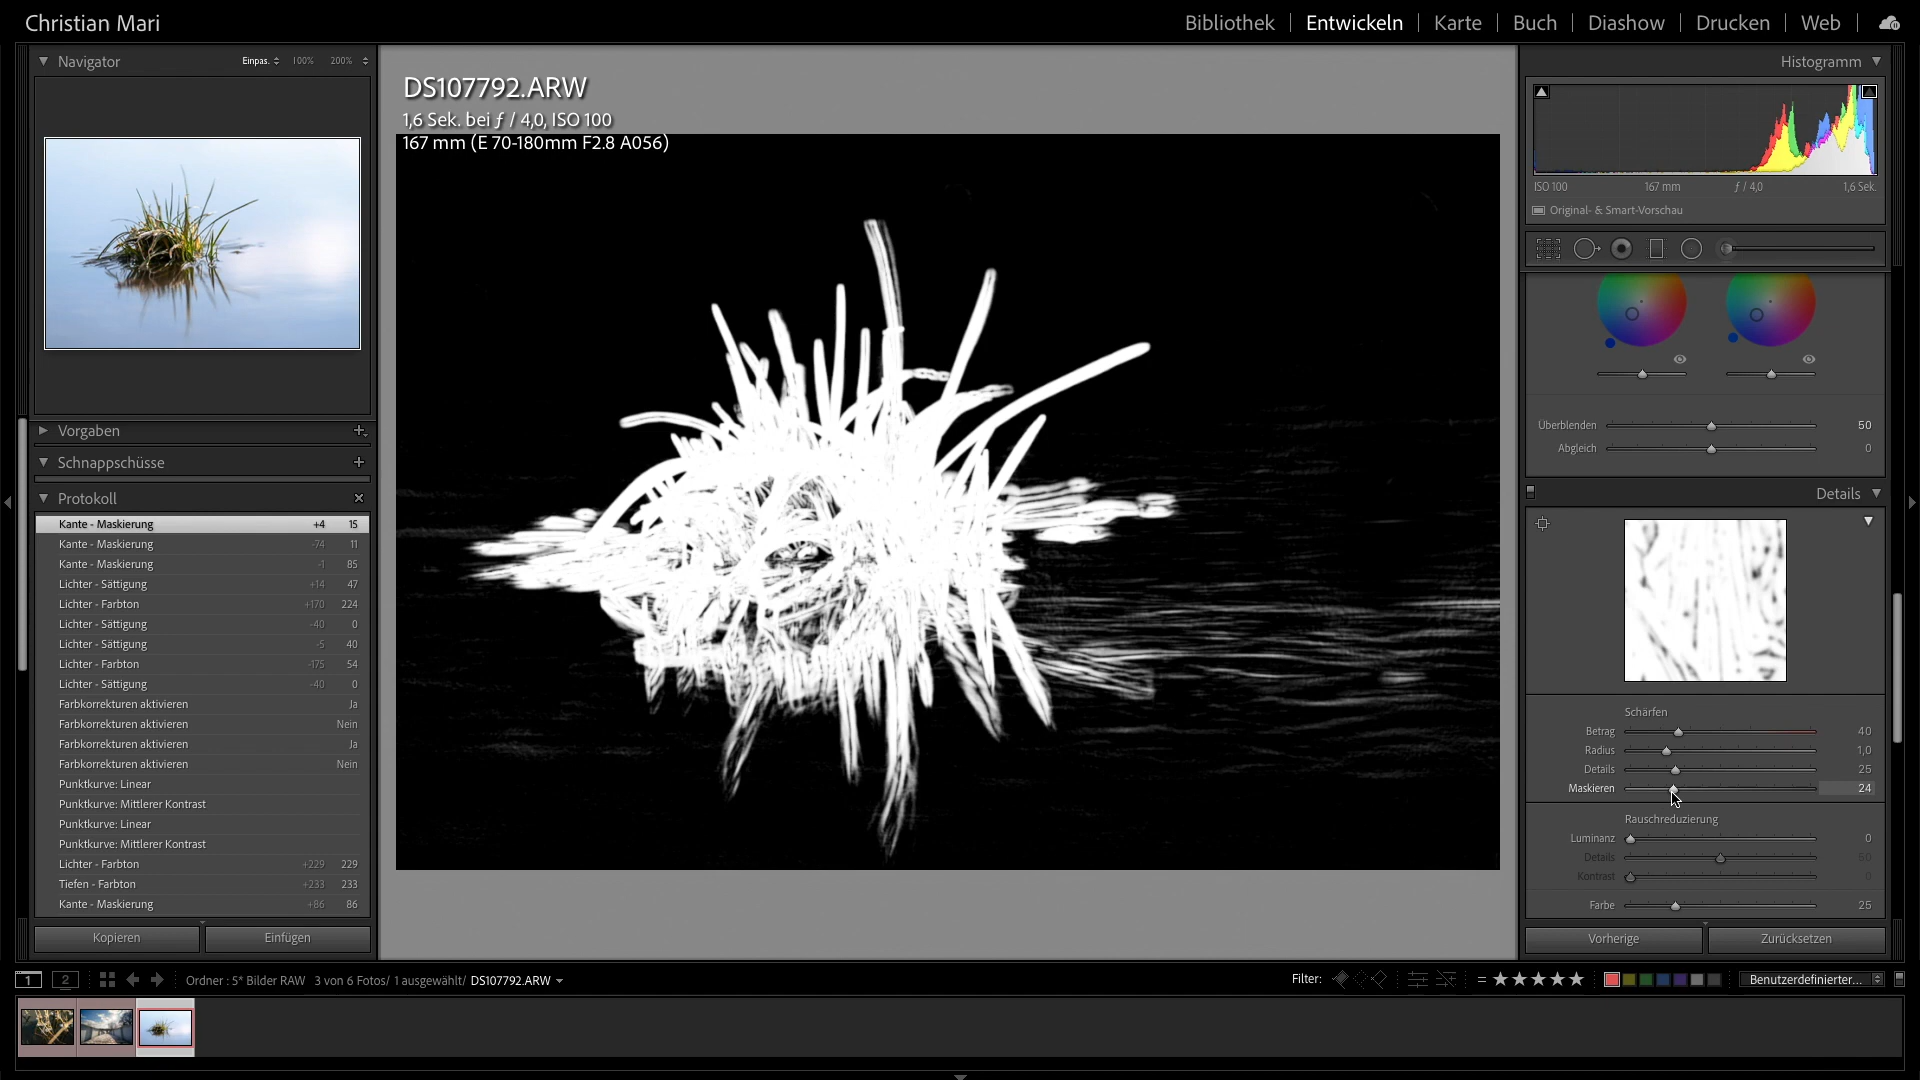 Christian Mari
Bibliothek Entwickeln Karte Buch Diashow Drucken Web
Navigator Einpas. 100% 200%
Vorgaben
Schnappschüsse
Protokoll
Kante - Maskierung +4 15
Kante - Maskierung -74 11
Kante - Maskierung -1 85
Lichter - Sättigung +14 47
Lichter - Farbton +170 224
Lichter - Sättigung -40 0
Lichter - Sättigung -5 40
Lichter - Farbton -175 54
Lichter - Sättigung -40 0
Farbkorrekturen aktivieren Ja
Farbkorrekturen aktivieren Nein
Farbkorrekturen aktivieren Ja
Farbkorrekturen aktivieren Nein
Punktkurve: Linear
Punktkurve: Mittlerer Kontrast
Punktkurve: Linear
Punktkurve: Mittlerer Kontrast
Lichter - Farbton +229 229
Tiefen - Farbton +233 233
Kante - Maskierung +86 86
Kopieren Einfügen
DS107792.ARW
1,6 Sek. bei ƒ / 4,0, ISO 100
167 mm (E 70-180mm F2.8 A056)
Histogramm
ISO 100 167 mm ƒ / 4,0 1,6 Sek.
Original- & Smart-Vorschau
Überblenden 50
Abgleich 0
Details
Schärfen
Betrag 40
Radius 1,0
Details 25
Maskieren 24
Rauschreduzierung
Luminanz 0
Details 50
Kontrast 0
Farbe 25
Vorherige Zurücksetzen
1 2 Ordner : 5* Bilder RAW 3 von 6 Fotos/ 1 ausgewählt/ DS107792.ARW Filter: = ★★★★★ Benutzerdefinierter...